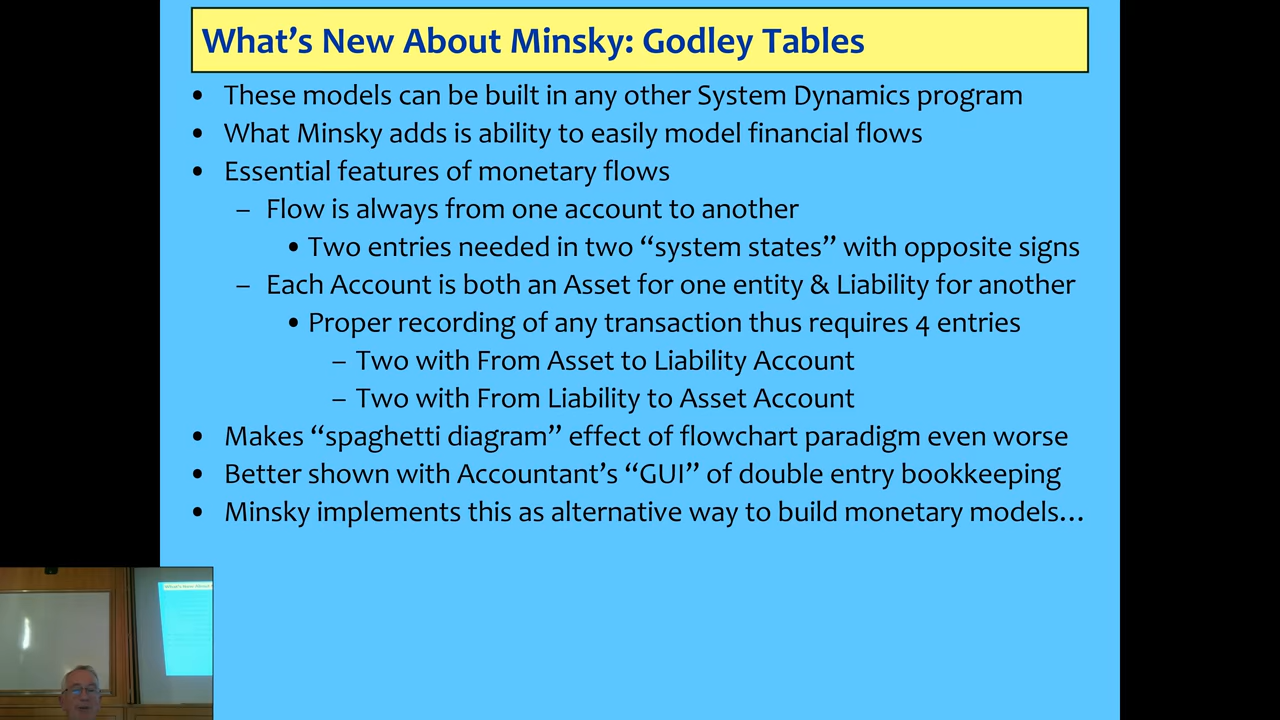 What’s New About Minsky: Godley Tables
• These models can be built in any other System Dynamics program
• What Minsky adds is ability to easily model financial flows
• Essential features of monetary flows
– Flow is always from one account to another
• Two entries needed in two “system states” with opposite signs
– Each Account is both an Asset for one entity & Liability for another
• Proper recording of any transaction thus requires 4 entries
– Two with From Asset to Liability Account
– Two with From Liability to Asset Account
• Makes “spaghetti diagram” effect of flowchart paradigm even worse
• Better shown with Accountant’s “GUI” of double entry bookkeeping
• Minsky implements this as alternative way to build monetary models…